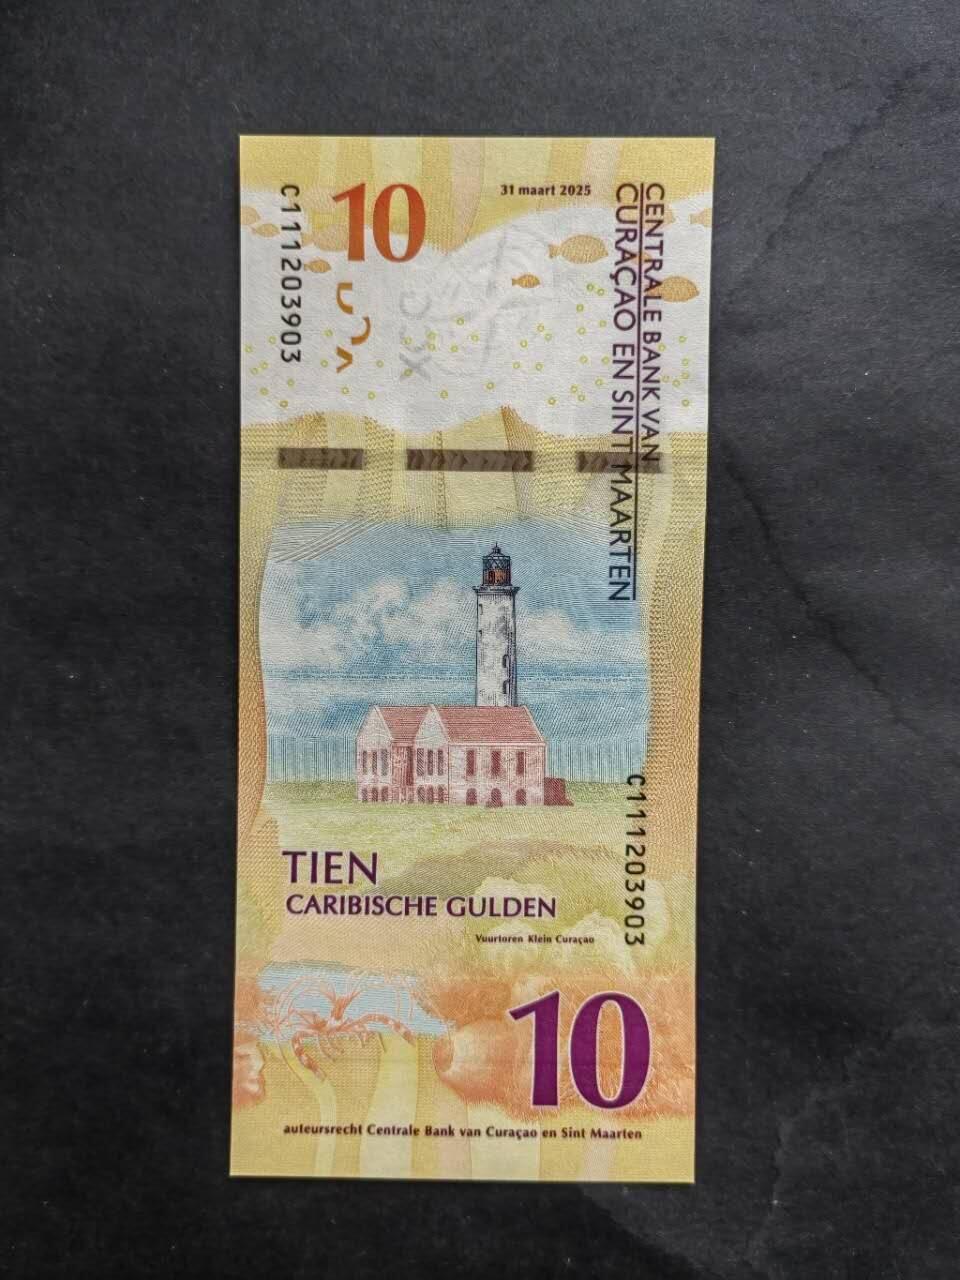 10
31 maart 2025
CENTRALE BANK VAN
CURAÇAO EN SINT MAARTEN
C111203903
TIEN
CARIBISCHE GULDEN
C111203903
Vuurtoren Klein Curaçao
10
auteursrecht Centrale Bank van Curaçao en Sint Maarten